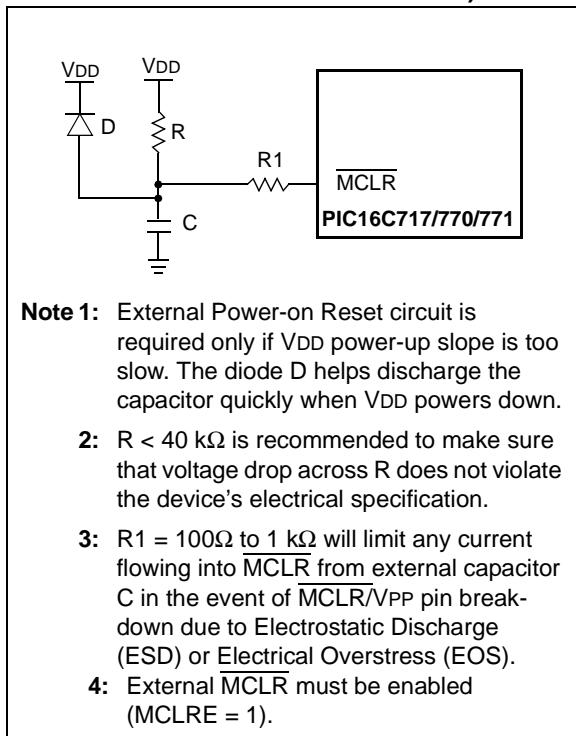 VDD VDD
D
R
R1
C
MCLR
PIC16C717/770/771
Note 1: External Power-on Reset circuit is
required only if VDD power-up slope is too
slow. The diode D helps discharge the
capacitor quickly when VDD powers down.
2: R < 40 kΩ is recommended to make sure
that voltage drop across R does not violate
the device's electrical specification.
3: R1 = 100Ω to 1 kΩ will limit any current
flowing into MCLR from external capacitor
C in the event of MCLR/VPP pin break-
down due to Electrostatic Discharge
(ESD) or Electrical Overstress (EOS).
4: External MCLR must be enabled
(MCLRE = 1).